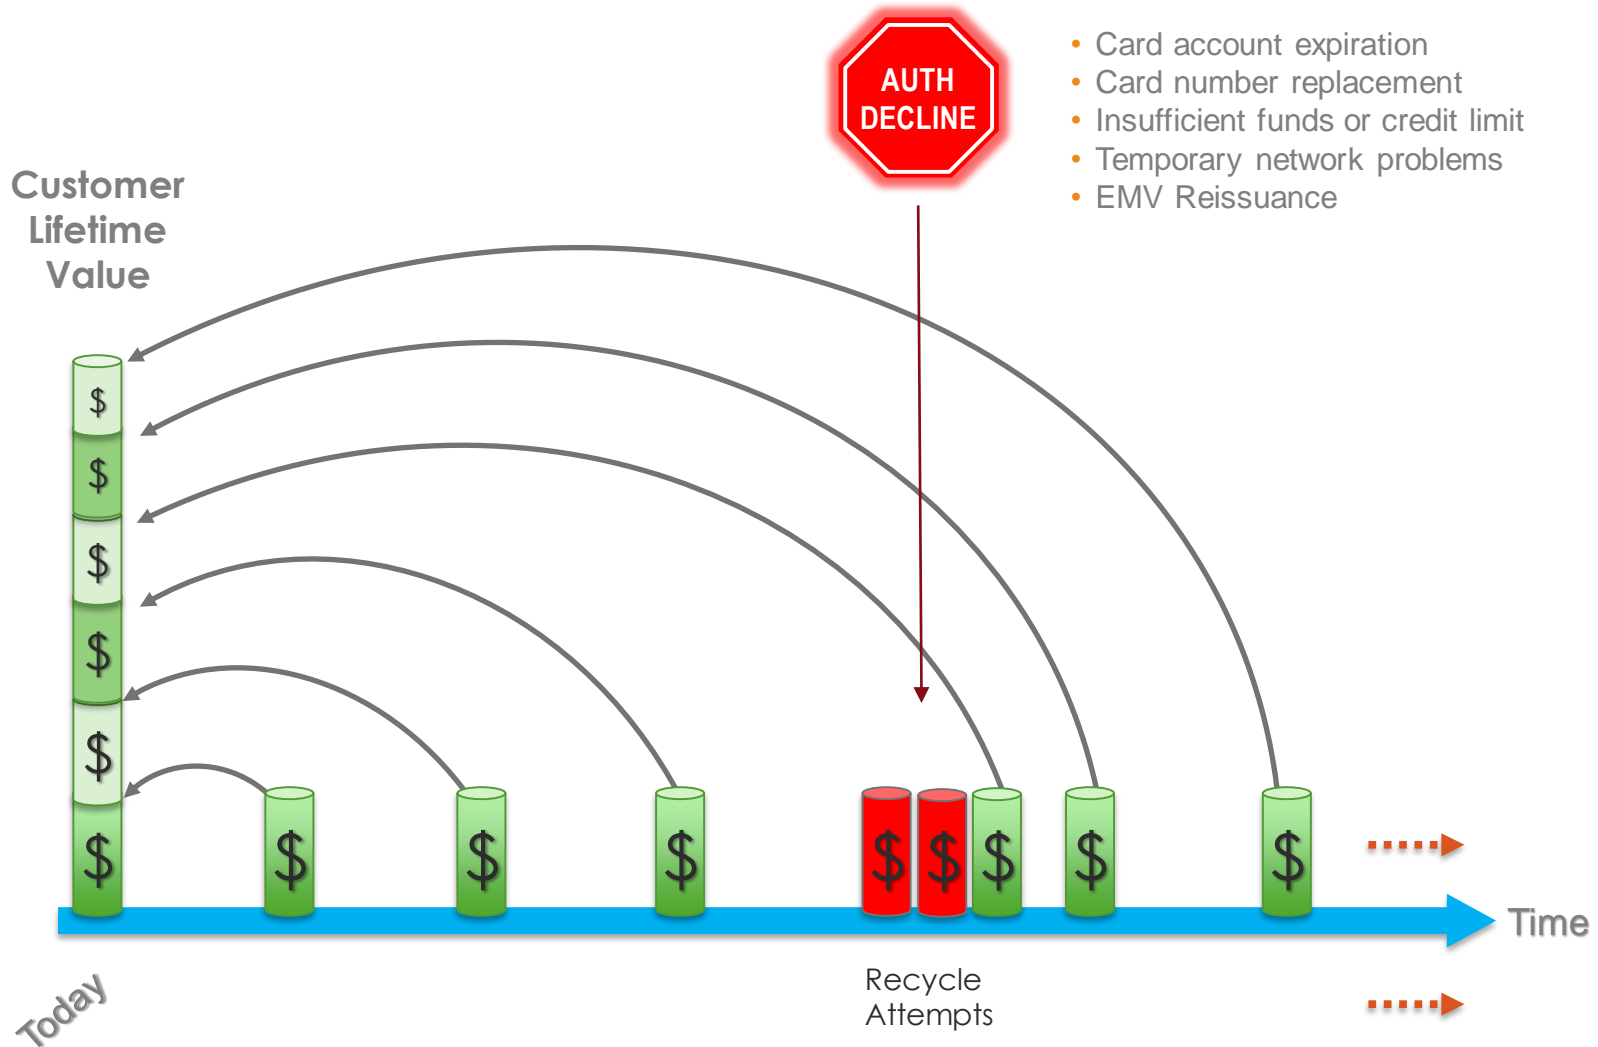 AUTH
DECLINE
• Card account expiration
• Card number replacement
• Insufficient funds or credit limit
• Temporary network problems
• EMV Reissuance
Customer
Lifetime
Value
$
$
$
$
$
$
$
$
$
$
$
$
$
$
Time
Today
Recycle
Attempts